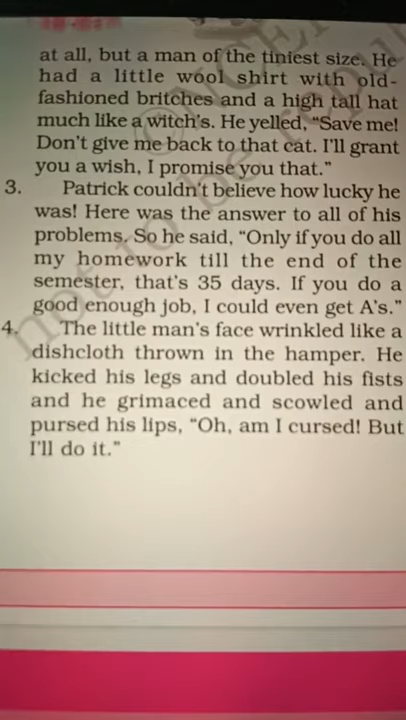 at all, but a man of the tiniest size. He
had a little wool shirt with old-
fashioned britches and a high tall hat
much like a witch's. He yelled, “Save me!
Don't give me back to that cat. I'll grant
you a wish, I promise you that.”
3. Patrick couldn't believe how lucky he
was! Here was the answer to all of his
problems. So he said, “Only if you do all
my homework till the end of the
semester, that's 35 days. If you do a
good enough job, I could even get A's.”
4. The little man's face wrinkled like a
dishcloth thrown in the hamper. He
kicked his legs and doubled his fists
and he grimaced and scowled and
pursed his lips, “Oh, am I cursed! But
I'll do it.”